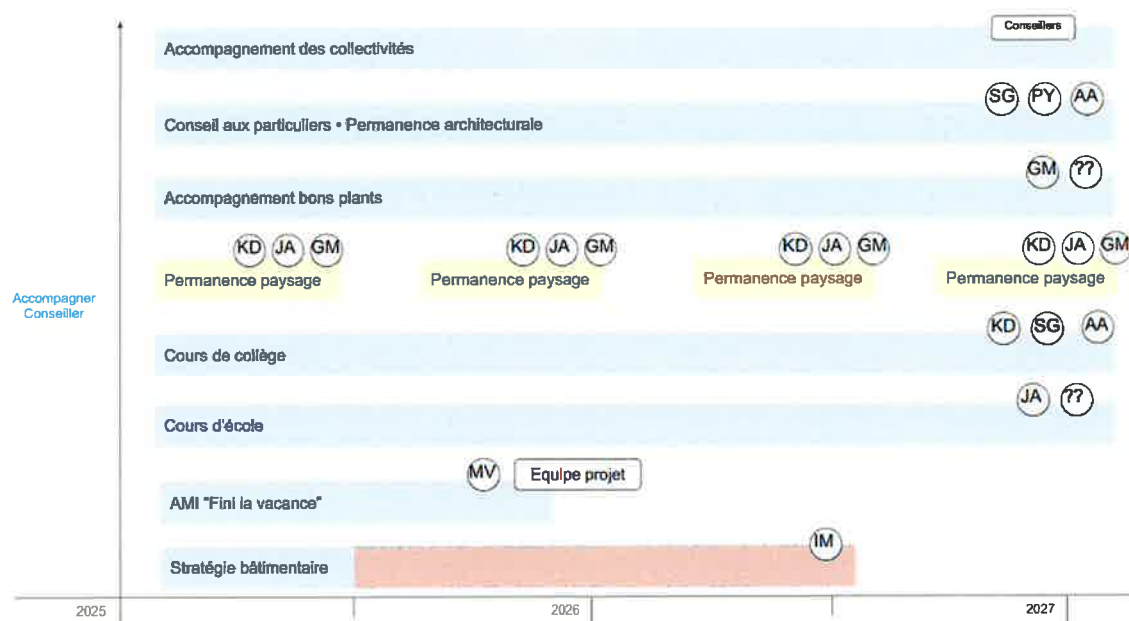 Conseillers
Accompagnement des collectivités
SG PY AA
Conseil aux particuliers • Permanence architecturale
GM ??
Accompagnement bons plants
KD JA GM KD JA GM KD JA GM KD JA GM
Permanence paysage Permanence paysage Permanence paysage Permanence paysage
Accompagner
Conseiller
KD SG AA
Cours de collège
JA ??
Cours d'école
MV Equipe projet
AMI "Fini la vacance"
IM
Stratégie bâtimentaire
2025 2026 2027